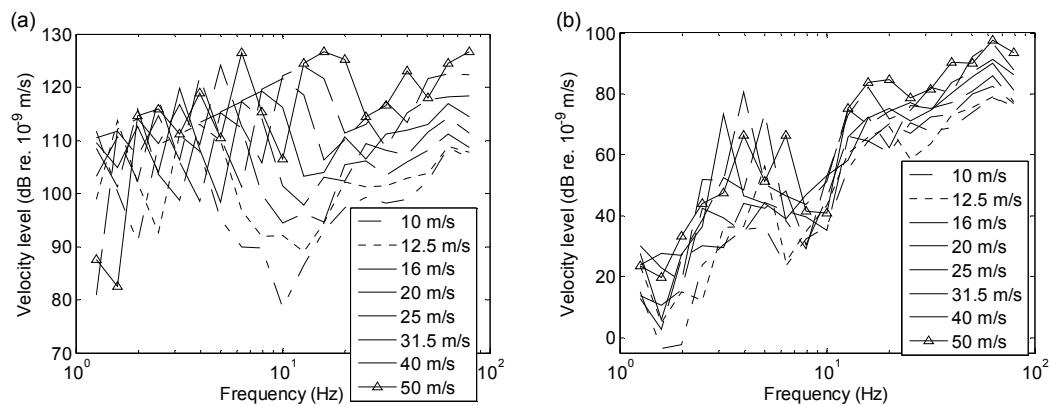 (a)
130
120
110
100
90
80
70
Velocity level (dB re. 10⁻⁹ m/s)
10⁰
10¹
10²
Frequency (Hz)
10 m/s
12.5 m/s
16 m/s
20 m/s
25 m/s
31.5 m/s
40 m/s
50 m/s
(b)
100
80
60
40
20
0
Velocity level (dB re. 10⁻⁹ m/s)
10⁰
10¹
10²
Frequency (Hz)
10 m/s
12.5 m/s
16 m/s
20 m/s
25 m/s
31.5 m/s
40 m/s
50 m/s